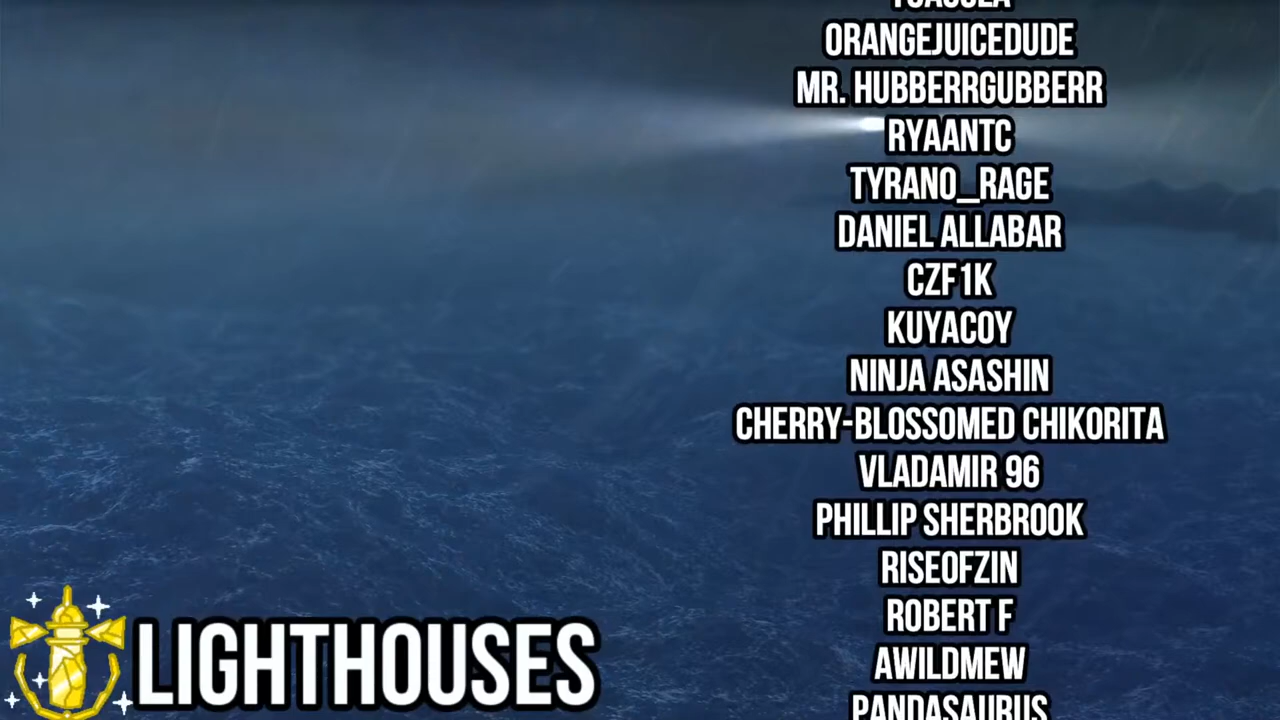 ORANGEJUICEDUDE
MR. HUBBERRGUBBERR
RYAANTC
TYRANO_RAGE
DANIEL ALLABAR
CZF1K
KUYACOY
NINJA ASASHIN
CHERRY-BLOSSOMED CHIKORITA
VLADAMIR 96
PHILLIP SHERBROOK
RISEOFZIN
ROBERT F
AWILDMEW
PANDASAURUS
LIGHTHOUSES